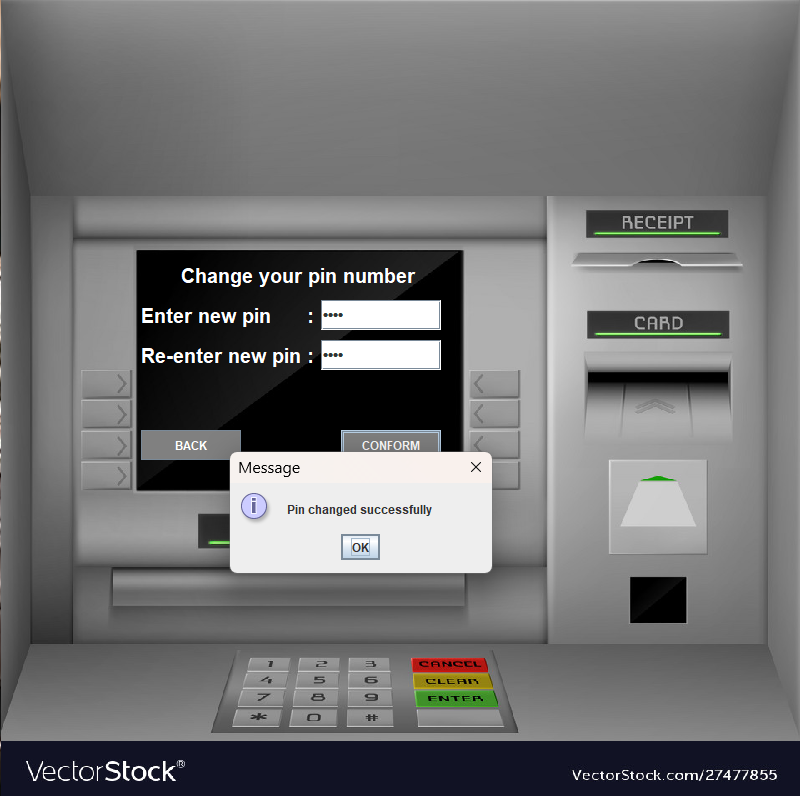 RECEIPT
Change your pin number
Enter new pin :
••••
Re-enter new pin :
••••
CARD
BACK
CONFORM
Message
Pin changed successfully
OK
1 2 3 CANCEL
4 5 6 CLEAR
7 8 9 ENTER
* 0 #
VectorStock®
VectorStock.com/27477855